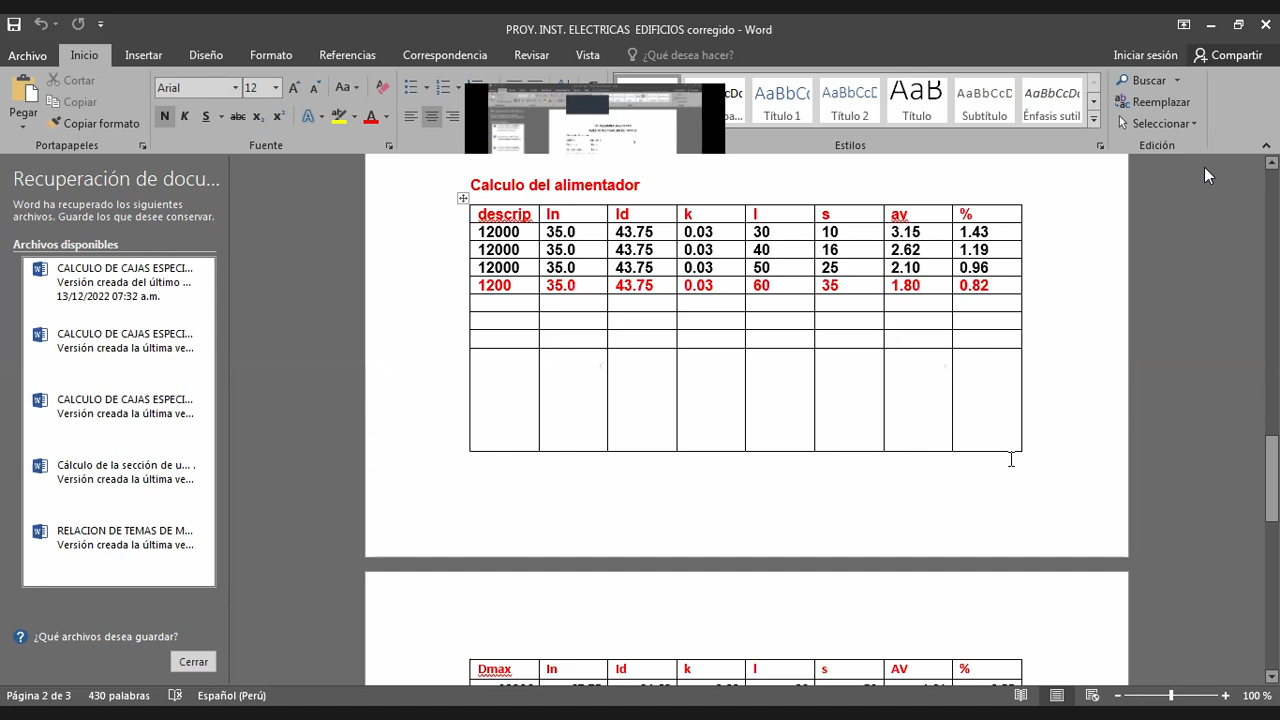 PROY. INST. ELECTRICAS EDIFICIOS corregido - Word
Archivo Inicio Insertar Diseño Formato Referencias Correspondencia Revisar Vista ¿Qué desea hacer? Iniciar sesión Compartir
Pegar
Cortar
Copiar
Copiar formato
Portapapeles
Arial 12
Fuente
AaBbCcDc AaBbCcC AaBbCcD AaB AaBbCcD AaBbCcDc
Título 1 Título 2 Título Subtítulo Énfasis sutil
Estilos
Buscar
Reemplazar
Seleccionar
Edición
Recuperación de docu...
Word ha recuperado los siguientes
archivos. Guarde los que desee conservar.
Archivos disponibles
CALCULO DE CAJAS ESPECI...
Versión creada del último ...
13/12/2022 07:32 a.m.
CALCULO DE CAJAS ESPECI...
Versión creada la última ve...
CALCULO DE CAJAS ESPECI...
Versión creada la última ve...
Cálculo de la sección de u... .
Versión creada la última ve...
RELACION DE TEMAS DE M...
Versión creada la última ve...
¿Qué archivos desea guardar?
Cerrar
Calculo del alimentador
descrip In Id k l s av %
12000 35.0 43.75 0.03 30 10 3.15 1.43
12000 35.0 43.75 0.03 40 16 2.62 1.19
12000 35.0 43.75 0.03 50 25 2.10 0.96
1200 35.0 43.75 0.03 60 35 1.80 0.82
Dmax In Id k l s AV %
Página 2 de 3 430 palabras Español (Perú) 100 %